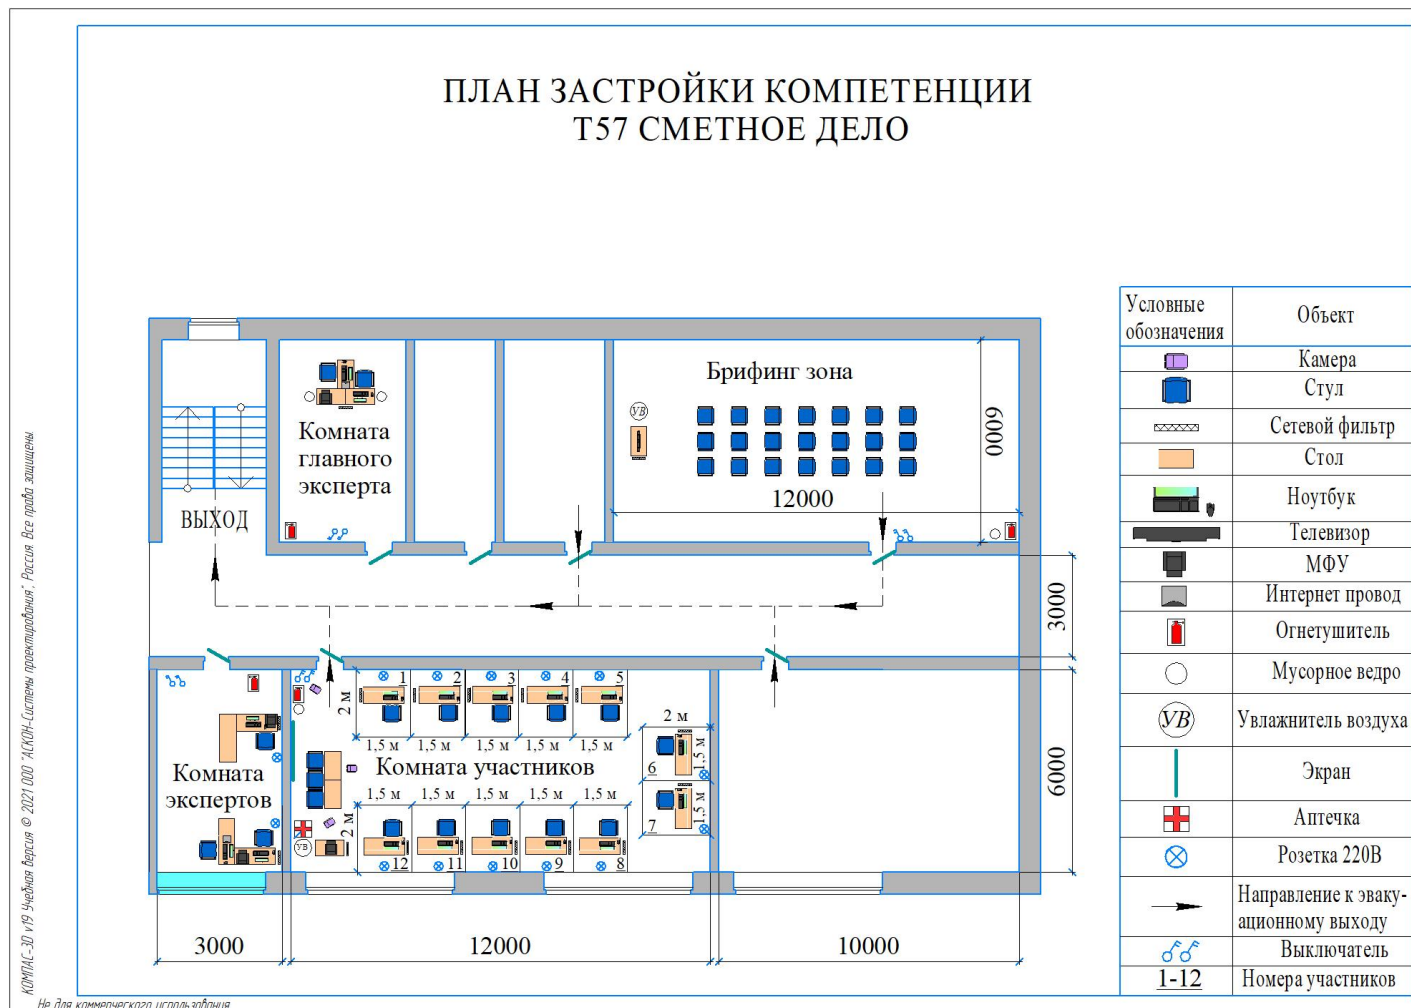 ПЛАН ЗАСТРОЙКИ КОМПЕТЕНЦИИ
Т57 СМЕТНОЕ ДЕЛО
Условные
обозначения
Объект
Камера
Стул
Сетевой фильтр
Стол
Ноутбук
Телевизор
МФУ
Интернет провод
Огнетушитель
Мусорное ведро
УВ
Увлажнитель воздуха
Экран
Аптечка
Розетка 220В
Направление к эваку-
ационному выходу
Выключатель
1-12
Номера участников
Брифинг зона
УВ
6000
12000
Комната
главного
эксперта
ВЫХОД
3000
1
2
3
4
5
2 м
1,5 м
1,5 м
1,5 м
1,5 м
1,5 м
2 м
6
1,5 м
7
1,5 м
Комната участников
Комната
экспертов
1,5 м
1,5 м
1,5 м
1,5 м
1,5 м
2 м
УВ
12
11
10
9
8
6000
3000
12000
10000
КОМПАС-3D v19 Учебная версия © 2021 ООО "АСКОН-Системы проектирования", Россия. Все права защищены.
Не для коммерческого использования